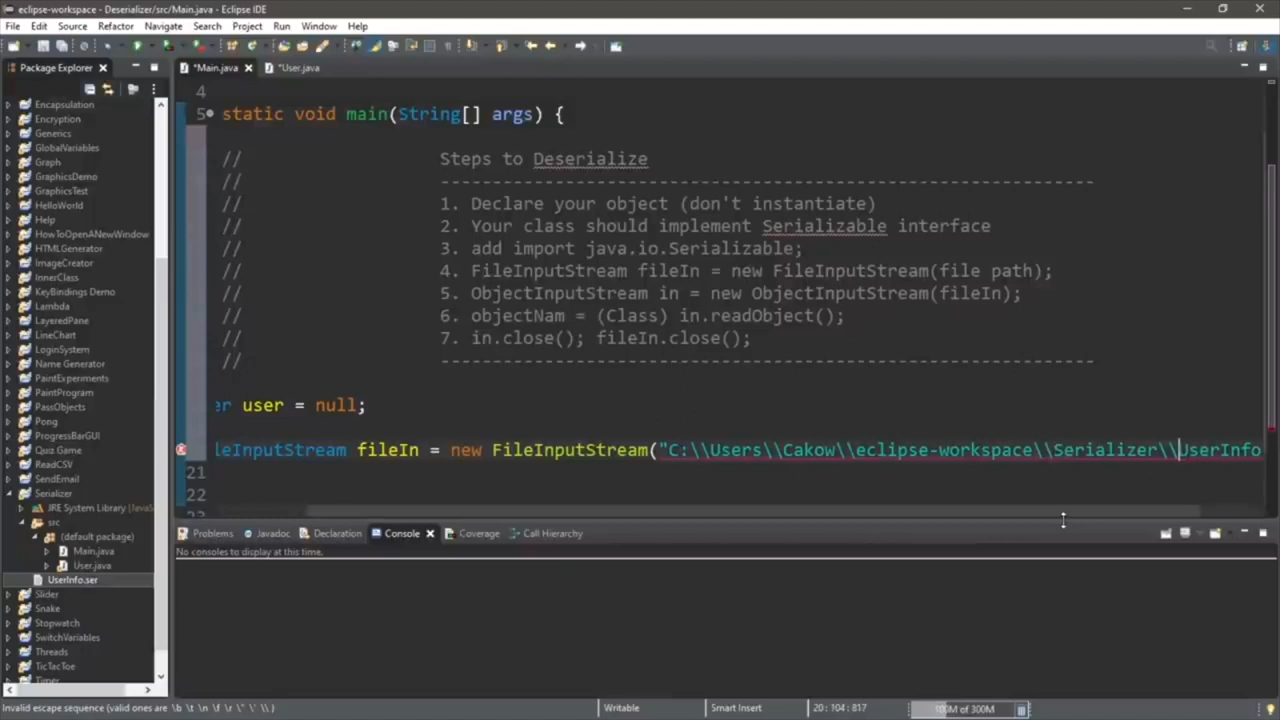 eclipse-workspace - Deserializer/src/Main.java - Eclipse IDE
File Edit Source Refactor Navigate Search Project Run Window Help
Package Explorer
*Main.java
*User.java
Encapsulation
Encryption
Generics
GlobalVariables
Graph
GraphicsDemo
GraphicsTest
HelloWorld
Help
HowToOpenANewWindow
HTMLGenerator
ImageCreator
InnerClass
KeyBindings Demo
Lambda
LayeredPane
LineChart
LoginSystem
Name Generator
PaintExperiments
PaintProgram
PassObjects
Pong
ProgressBarGUI
Quiz Game
ReadCSV
SendEmail
Serializer
JRE System Library [JavaS
src
(default package)
Main.java
User.java
UserInfo.ser
Slider
Snake
Stopwatch
SwitchVariables
Threads
TicTacToe
Timer
4
5 static void main(String[] args) {
// Steps to Deserialize
// ---------------------------------------------------------------
// 1. Declare your object (don't instantiate)
// 2. Your class should implement Serializable interface
// 3. add import java.io.Serializable;
// 4. FileInputStream fileIn = new FileInputStream(file path);
// 5. ObjectInputStream in = new ObjectInputStream(fileIn);
// 6. objectNam = (Class) in.readObject();
// 7. in.close(); fileIn.close();
// ---------------------------------------------------------------
er user = null;
leInputStream fileIn = new FileInputStream("C:\\Users\\Cakow\\eclipse-workspace\\Serializer\\UserInfo
21
22
23
Problems Javadoc Declaration Console Coverage Call Hierarchy
No consoles to display at this time.
Invalid escape sequence (valid ones are \b \t \n \f \r \" \' \\ )
Writable
Smart Insert
20 : 104 : 817
100M of 300M